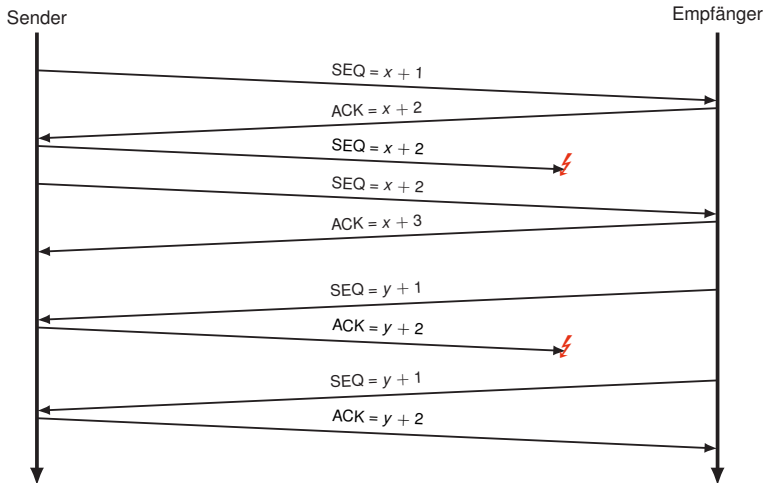 Sender
Empfänger
SEQ = x + 1
ACK = x + 2
SEQ = x + 2
SEQ = x + 2
ACK = x + 3
SEQ = y + 1
ACK = y + 2
SEQ = y + 1
ACK = y + 2